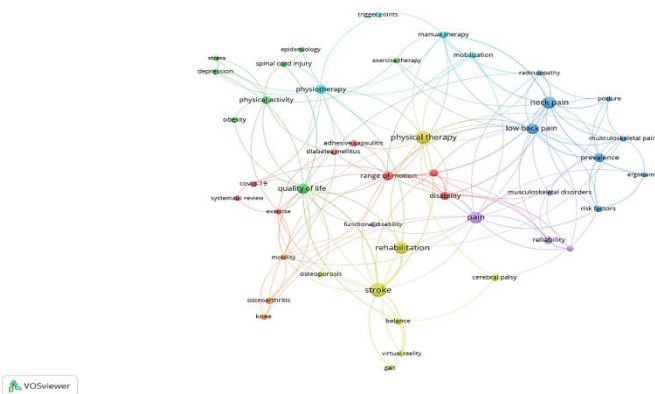 trigger points
manual therapy
epidemiology
stress
spinal cord injury
exercise therapy
mobilization
depression
radiculopathy
physiotherapy
physical activity
neck pain
posture
obesity
low back pain
physical therapy
musculoskeletal pain
adhesive capsulitis
diabetes mellitus
prevalance
range of motion
ergonomi
covid-19
quality of life
disability
musculoskeletal disorders
systematic review
exercise
risk factors
pain
functional disability
rehabilitation
reliability
mobility
osteoporosis
cerebral palsy
stroke
osteoarthritis
knee
balance
virtual reality
gait
VOSviewer